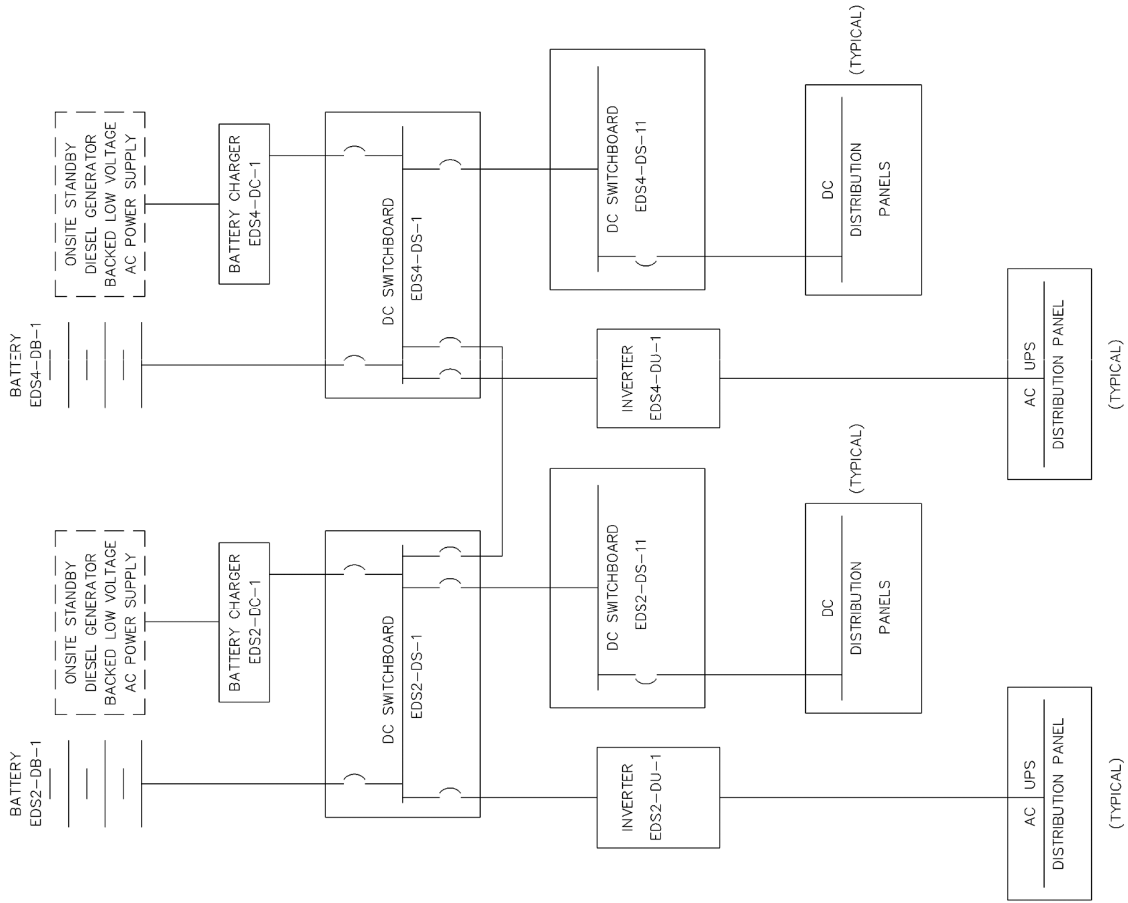 BATTERY
EDS2-DB-1
ONSITE STANDBY
DIESEL GENERATOR
BACKED LOW VOLTAGE
AC POWER SUPPLY
BATTERY CHARGER
EDS2-DC-1
DC SWITCHBOARD
EDS2-DS-1
INVERTER
EDS2-DU-1
DC SWITCHBOARD
EDS2-DS-11
DC
DISTRIBUTION
PANELS
(TYPICAL)
AC UPS
DISTRIBUTION PANEL
(TYPICAL)
BATTERY
EDS4-DB-1
ONSITE STANDBY
DIESEL GENERATOR
BACKED LOW VOLTAGE
AC POWER SUPPLY
BATTERY CHARGER
EDS4-DC-1
DC SWITCHBOARD
EDS4-DS-1
INVERTER
EDS4-DU-1
DC SWITCHBOARD
EDS4-DS-11
DC
DISTRIBUTION
PANELS
(TYPICAL)
AC UPS
DISTRIBUTION PANEL
(TYPICAL)